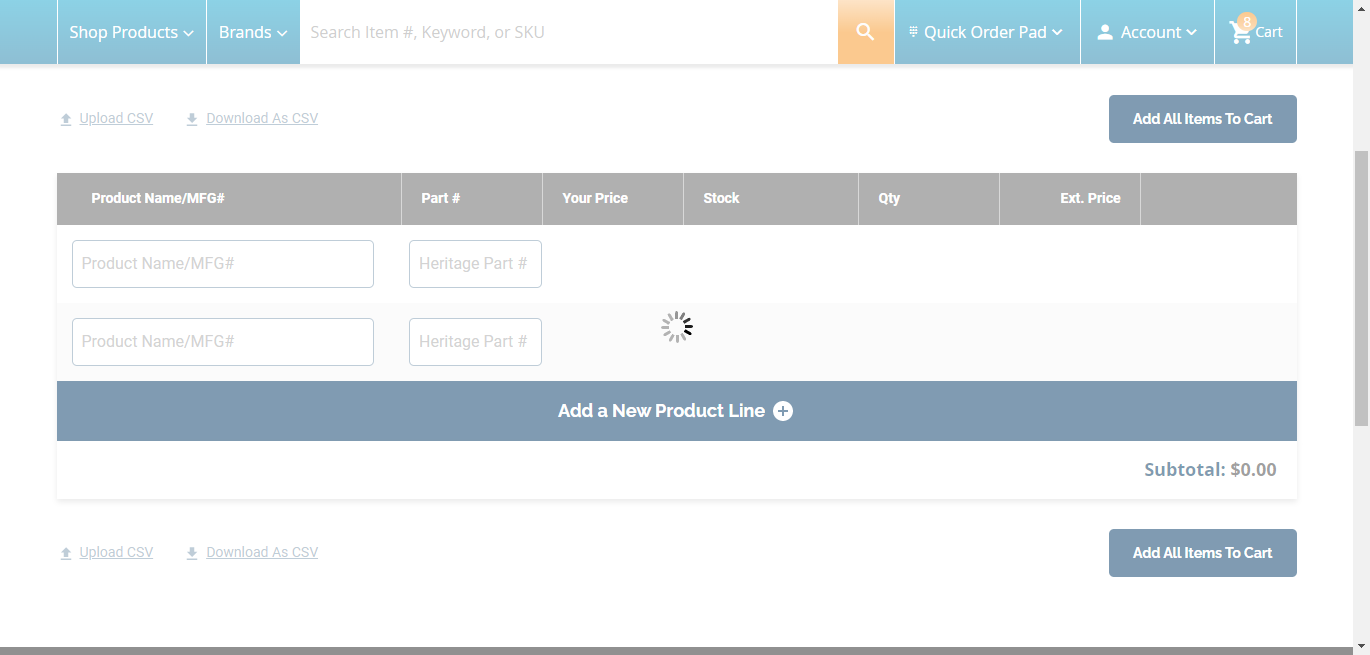 Shop Products Brands Search Item #, Keyword, or SKU Quick Order Pad Account 8 Cart
Upload CSV Download As CSV Add All Items To Cart
Product Name/MFG# Part # Your Price Stock Qty Ext. Price
Product Name/MFG# Heritage Part #
Product Name/MFG# Heritage Part #
Add a New Product Line
Subtotal: $0.00
Upload CSV Download As CSV Add All Items To Cart